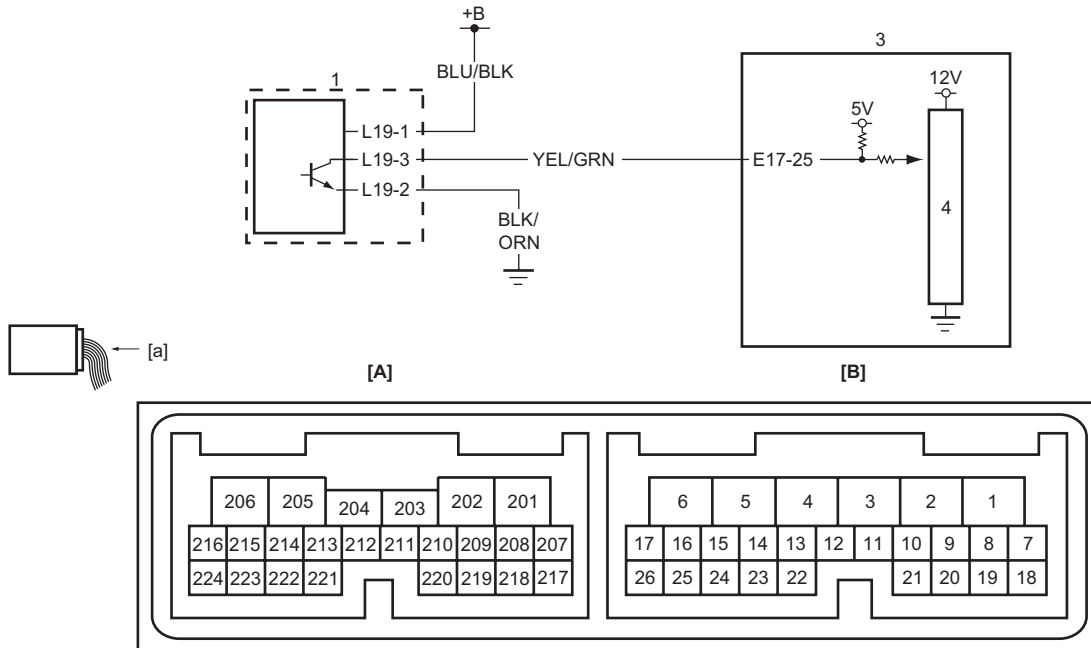 +B
BLU/BLK
1
L19-1
L19-3
L19-2
YEL/GRN
BLK/
ORN
3
12V
5V
E17-25
4
[a]
[A]
[B]
206 205 204 203 202 201
216 215 214 213 212 211 210 209 208 207
224 223 222 221 220 219 218 217
6 5 4 3 2 1
17 16 15 14 13 12 11 10 9 8 7
26 25 24 23 22 21 20 19 18